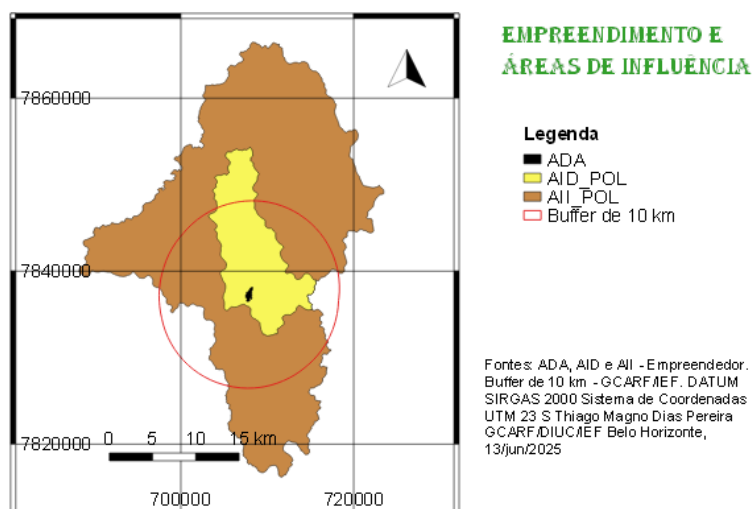 EMPREENDIMENTO E
ÁREAS DE INFLUÊNCIA
7860000
Legenda
ADA
AID_POL
AII_POL
Buffer de 10 km
7840000
Fontes: ADA, AID e AII - Empreendedor.
Buffer de 10 km - GCARF/IEF. DATUM
SIRGAS 2000 Sistema de Coordenadas
UTM 23 S Thiago Magno Dias Pereira
GCARF/DIUC/IEF Belo Horizonte,
13/jun/2025
7820000
0 5 10 15 km
700000 720000